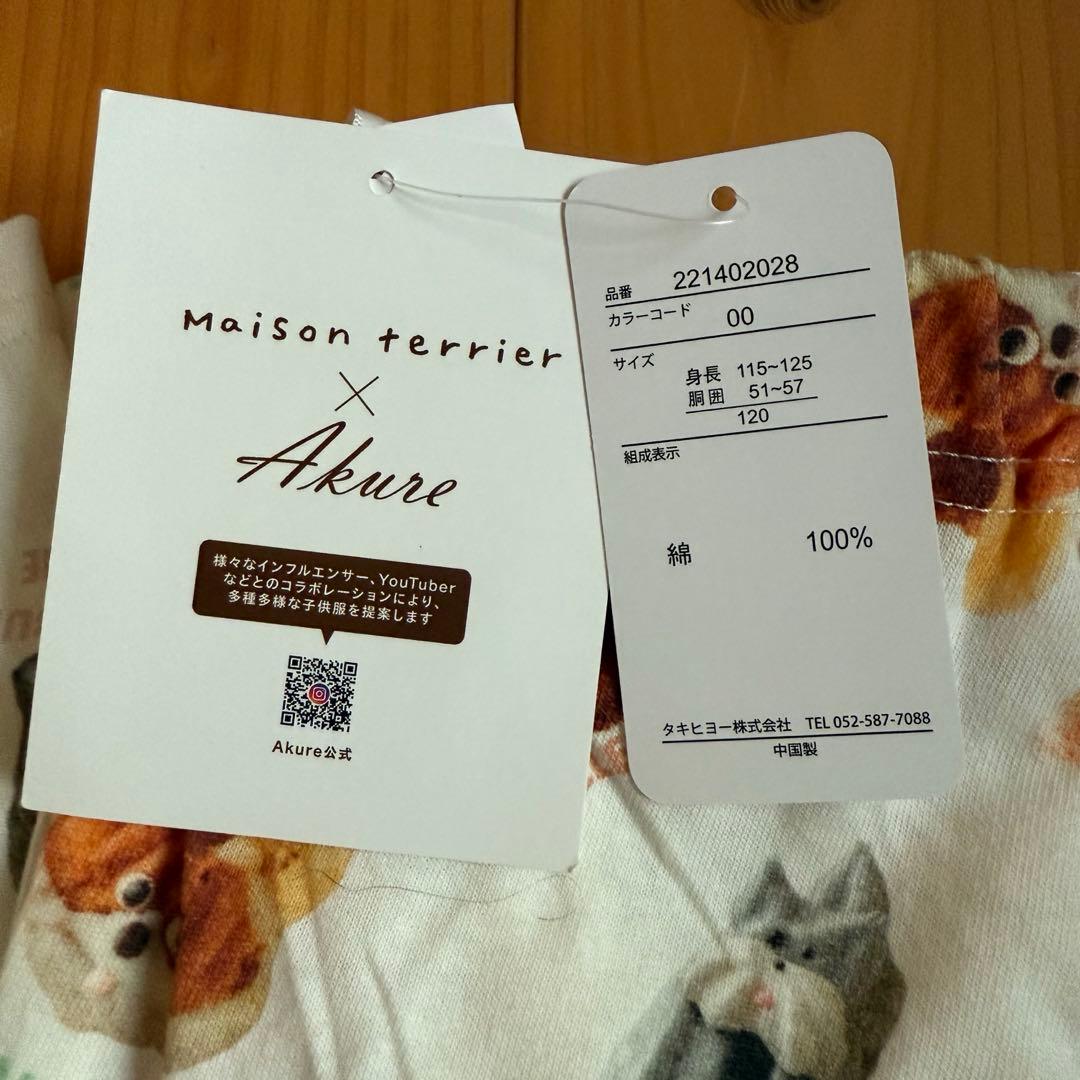 Maison terrier
×
Akure
様々なインフルエンサー、YouTuber
などとのコラボレーションにより、
多種多様な子供服を提案します
Akure公式
品番 221402028
カラーコード 00
サイズ
身長 115~125
胴囲 51~57
120
組成表示
綿 100%
タキヒヨー株式会社 TEL 052-587-7088
中国製